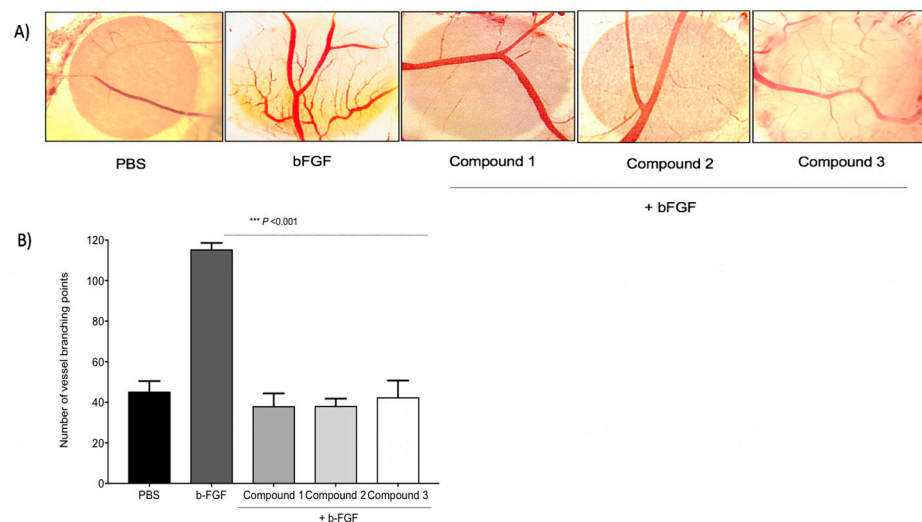 A)
PBS
bFGF
Compound 1
Compound 2
Compound 3
+ bFGF
B)
*** P <0.001
Number of vessel branching points
120
100
80
60
40
20
0
PBS
b-FGF
Compound 1
Compound 2
Compound 3
+ b-FGF